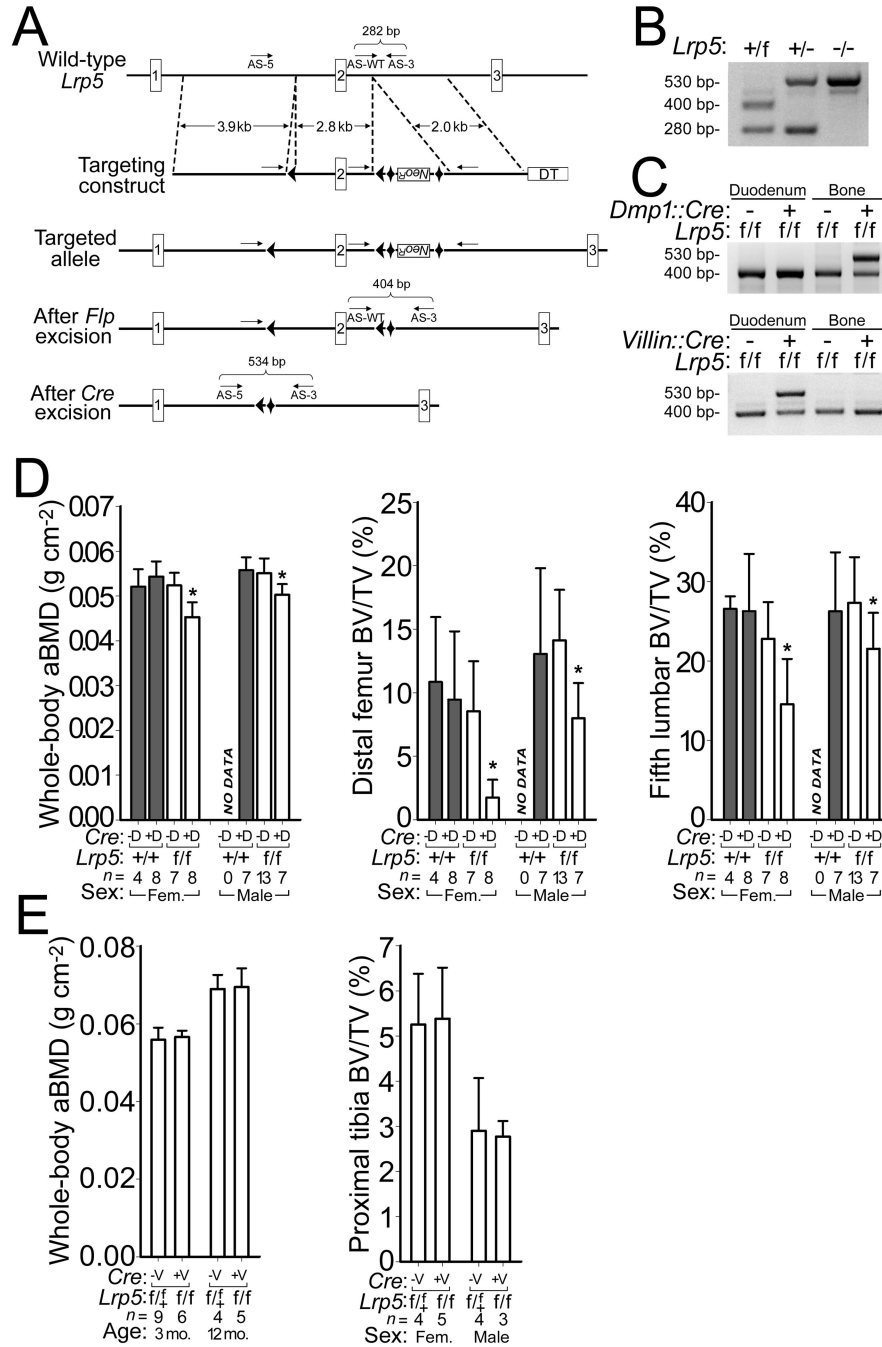 A
Wild-type
Lrp5
282 bp
AS-5
AS-WT
AS-3
1
2
3
3.9 kb
2.8 kb
2.0 kb
Targeting
construct
2
NeoR
DT
Targeted
allele
1
2
NeoR
3
404 bp
After Flp
excision
AS-WT
AS-3
1
2
3
534 bp
After Cre
excision
AS-5
AS-3
1
3
B
Lrp5: +/f +/- -/-
530 bp-
400 bp-
280 bp-
C
Duodenum Bone
Dmp1::Cre: - + - +
Lrp5: f/f f/f f/f f/f
530 bp-
400 bp-
Duodenum Bone
Villin::Cre: - + - +
Lrp5: f/f f/f f/f f/f
530 bp-
400 bp-
D
Whole-body aBMD (g cm-2)
0.07
0.06
0.05
0.04
0.03
0.02
0.01
0.00
*
*
NO DATA
Cre: -D +D -D +D -D +D -D +D
Lrp5: +/+ f/f +/+ f/f
n= 4 8 7 8 0 7 13 7
Sex: Fem. Male
Distal femur BV/TV (%)
25
20
15
10
5
0
*
*
NO DATA
-D +D -D +D -D +D -D +D
+/+ f/f +/+ f/f
4 8 7 8 0 7 13 7
Fem. Male
Fifth lumbar BV/TV (%)
40
30
20
10
0
*
*
NO DATA
-D +D -D +D -D +D -D +D
+/+ f/f +/+ f/f
4 8 7 8 0 7 13 7
Fem. Male
E
Whole-body aBMD (g cm-2)
0.08
0.06
0.04
0.02
0.00
Cre: -V +V -V +V
Lrp5: f/f+ f/f f/f+ f/f
n= 9 6 4 5
Age: 3 mo. 12 mo.
Proximal tibia BV/TV (%)
7
6
5
4
3
2
1
0
Cre: -V +V -V +V
Lrp5: f/f+ f/f f/f+ f/f
n= 4 5 4 3
Sex: Fem. Male